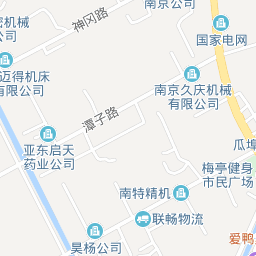 南京公司
神冈路
密机械
公司
国家电网
迈得机床
有限公司
南京久庆机械
有限公司
潭子路
瓜埠
亚东启天
药业公司
梅亭健身
市民广场
南特精机
联畅物流
昊杨公司
爱鸭